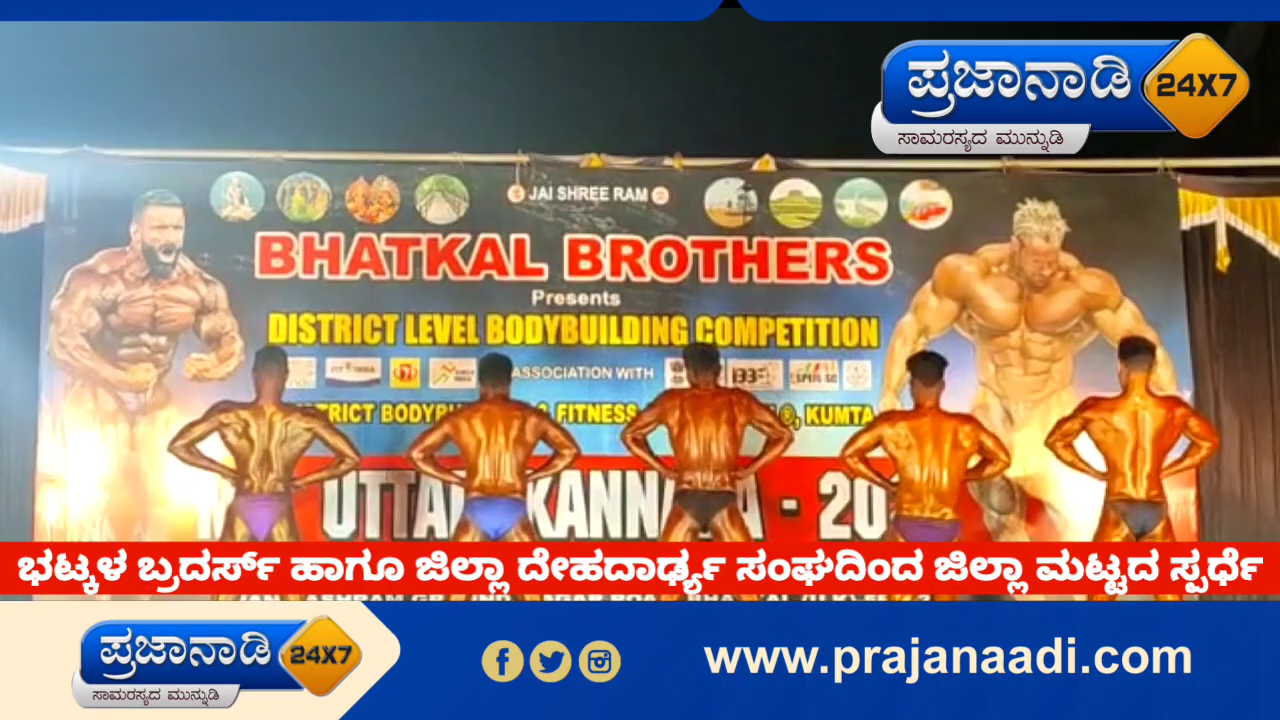 ಪ್ರಜಾನಾಡಿ 24X7
ಸಾಮರಸ್ಯದ ಮುನ್ನುಡಿ
JAI SHREE RAM
BHATKAL BROTHERS
Presents
DISTRICT LEVEL BODYBUILDING COMPETITION
ASSOCIATION WITH
& FITNESS KUMTA
ಭಟ್ಕಳ ಬ್ರದರ್ಸ್ ಹಾಗೂ ಜಿಲ್ಲಾ ದೇಹದಾರ್ಢ್ಯ ಸಂಘದಿಂದ ಜಿಲ್ಲಾ ಮಟ್ಟದ ಸ್ಪರ್ಧೆ
ಪ್ರಜಾನಾಡಿ 24X7
ಸಾಮರಸ್ಯದ ಮುನ್ನುಡಿ
www.prajanaadi.com